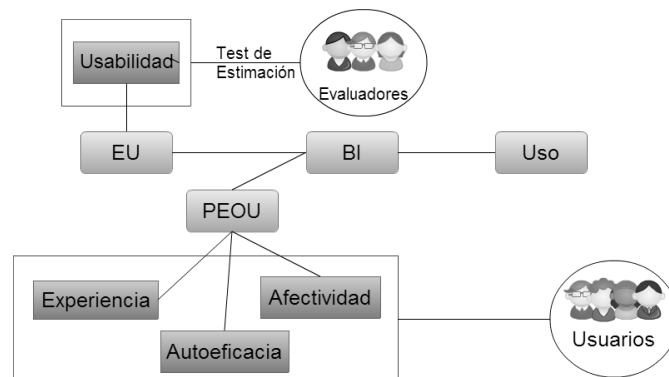 Usabilidad
Test de
Estimación
Evaluadores
EU
BI
Uso
PEOU
Experiencia
Afectividad
Autoeficacia
Usuarios